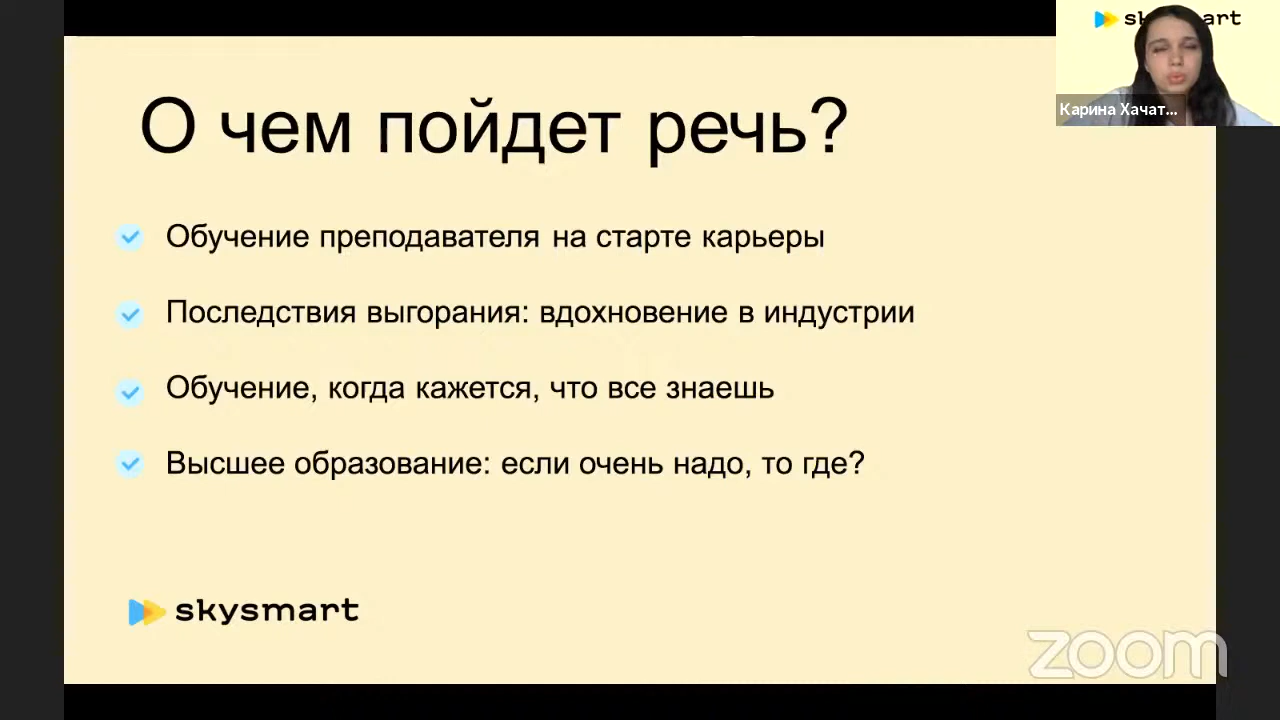 О чем пойдет речь?
Карина Хачат...
Обучение преподавателя на старте карьеры
Последствия выгорания: вдохновение в индустрии
Обучение, когда кажется, что все знаешь
Высшее образование: если очень надо, то где?
skysmart
zoom